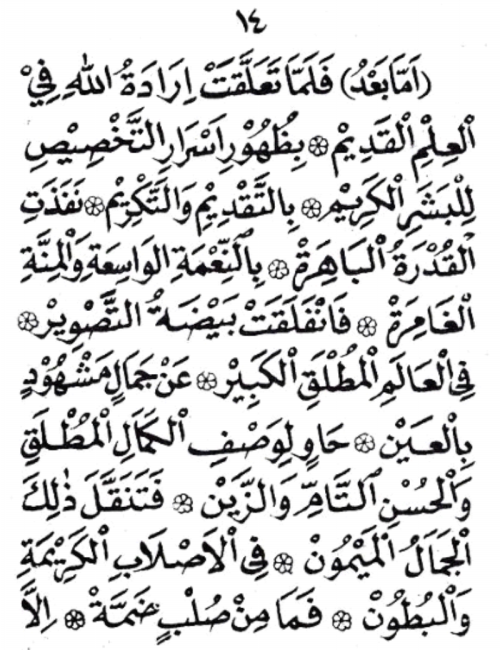 ١٤
(اَمَّا بَعْدُ) فَلَمَّا تَعَلَّقَتْ اِرَادَةُ اللّٰهِ فِيْ
الْعِلْمِ الْقَدِيْمِ ۞ بِظُهُوْرِ اَسْرَارِ التَّخْصِيْصِ
لِلْبَشَرِ الْكَرِيْمِ ۞ بِالتَّقْدِيْمِ وَالتَّكْرِيْمْ ۞ نَفَذَتِ
الْقُدْرَةُ الْبَاهِرَةْ ۞ بِالنِّعْمَةِ الْوَاسِعَةِ وَالْمِنَّةِ
الْغَامِرَةْ ۞ فَانْفَلَقَتْ بَيْضَةُ التَّصْوِيْرْ ۞
فِي الْعَالَمِ الْمُطْلَقِ الْكَبِيْرْ ۞ عَنْ جَمَالٍ مَشْهُوْدٍ
بِالْعَيْنْ ۞ حَاوٍ لِوَصْفِ الْكَمَالِ الْمُطْلَقِ
وَالْحُسْنِ التَّامِّ وَالزَّيْنْ ۞ فَتَنَقَّلَ ذٰلِكَ
الْجَمَالُ الْمَيْمُوْنْ ۞ فِي الْاَصْلَابِ الْكَرِيْمَةِ
وَالْبُطُوْنْ ۞ فَمَا مِنْ صُلْبٍ ضَمَّهْ ۞ اِلَّا